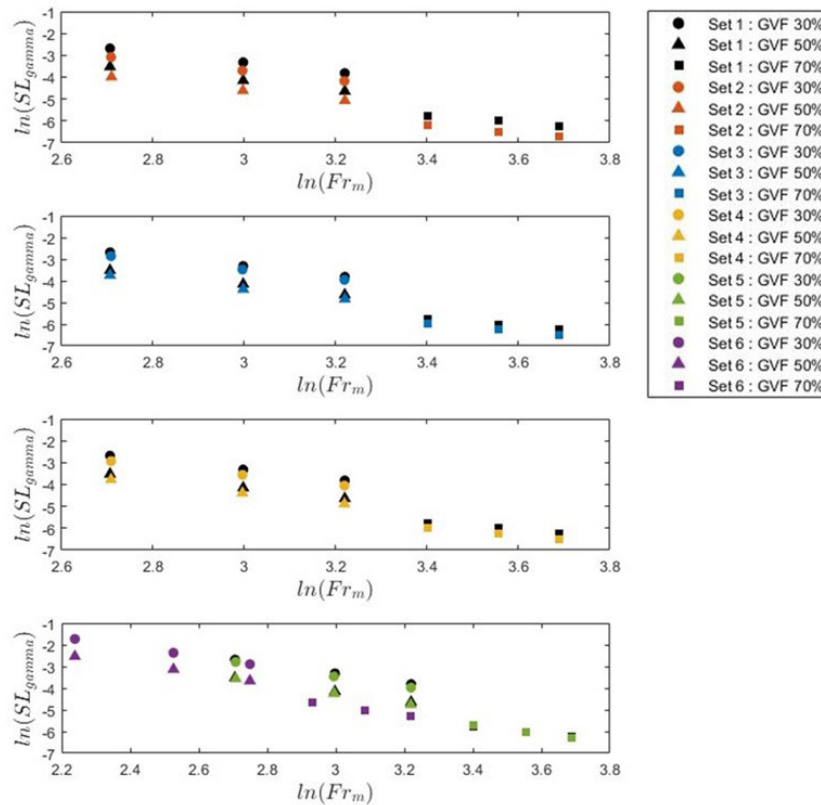 -1
-2
-3
-4
-5
-6
-7
ln(SL_gamma)
2.6 2.8 3 3.2 3.4 3.6 3.8
ln(Fr_m)
-1
-2
-3
-4
-5
-6
-7
ln(SL_gamma)
2.6 2.8 3 3.2 3.4 3.6 3.8
ln(Fr_m)
-1
-2
-3
-4
-5
-6
-7
ln(SL_gamma)
2.6 2.8 3 3.2 3.4 3.6 3.8
ln(Fr_m)
-1
-2
-3
-4
-5
-6
-7
ln(SL_gamma)
2.2 2.4 2.6 2.8 3 3.2 3.4 3.6 3.8
ln(Fr_m)
Set 1 : GVF 30%
Set 1 : GVF 50%
Set 1 : GVF 70%
Set 2 : GVF 30%
Set 2 : GVF 50%
Set 2 : GVF 70%
Set 3 : GVF 30%
Set 3 : GVF 50%
Set 3 : GVF 70%
Set 4 : GVF 30%
Set 4 : GVF 50%
Set 4 : GVF 70%
Set 5 : GVF 30%
Set 5 : GVF 50%
Set 5 : GVF 70%
Set 6 : GVF 30%
Set 6 : GVF 50%
Set 6 : GVF 70%